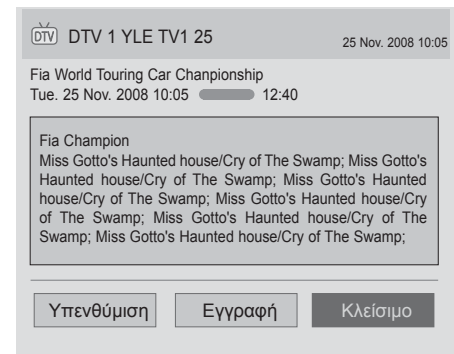 DTV DTV 1 YLE TV1 25 25 Nov. 2008 10:05
Fia World Touring Car Chanpionship
Tue. 25 Nov. 2008 10:05 12:40
Fia Champion
Miss Gotto's Haunted house/Cry of The Swamp; Miss Gotto's
Haunted house/Cry of The Swamp; Miss Gotto's Haunted
house/Cry of The Swamp; Miss Gotto's Haunted house/Cry
of The Swamp; Miss Gotto's Haunted house/Cry of The
Swamp; Miss Gotto's Haunted house/Cry of The Swamp;
Υπενθύμιση Εγγραφή Κλείσιμο